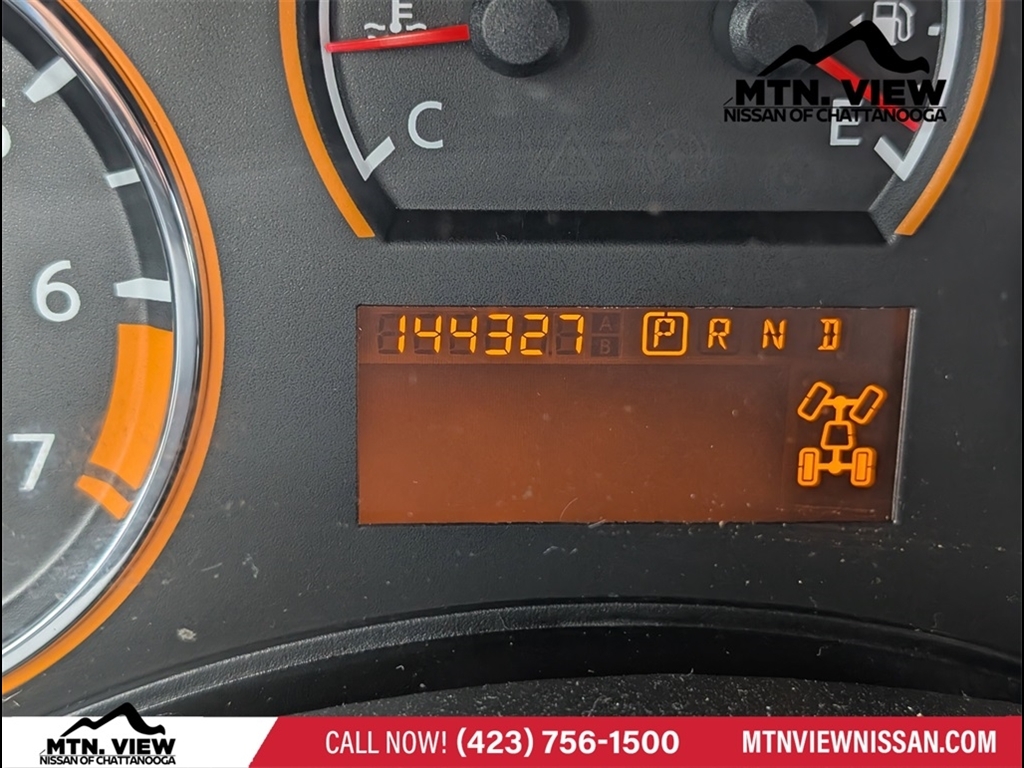 MTN. VIEW
NISSAN OF CHATTANOOGA
C
E
6
7
144327 A B P R N D
MTN. VIEW
NISSAN OF CHATTANOOGA
CALL NOW! (423) 756-1500
MTNVIEWNISSAN.COM